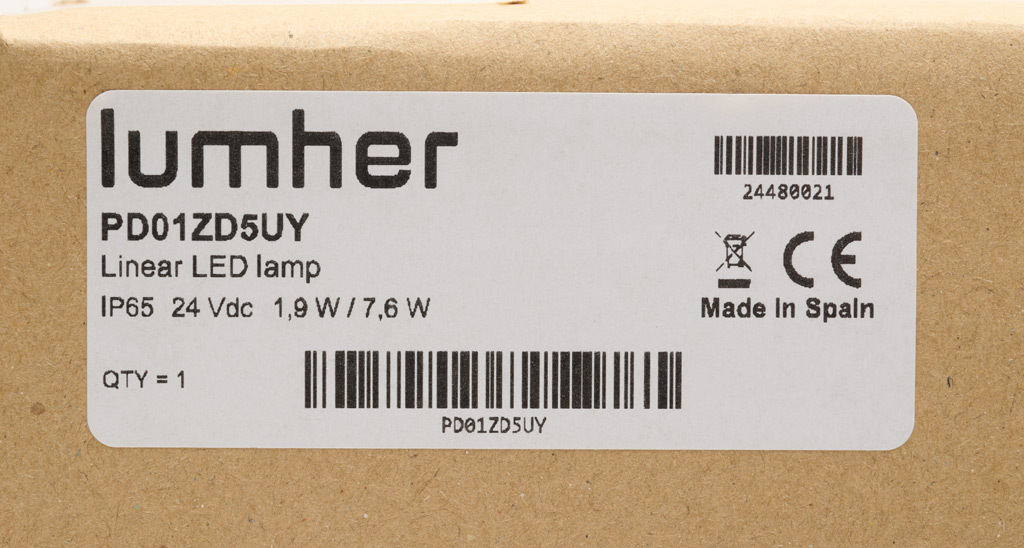 lumher
PD01ZD5UY
Linear LED lamp
IP65 24 Vdc 1,9 W / 7,6 W
QTY = 1
PD01ZD5UY
24480021
CE
Made in Spain